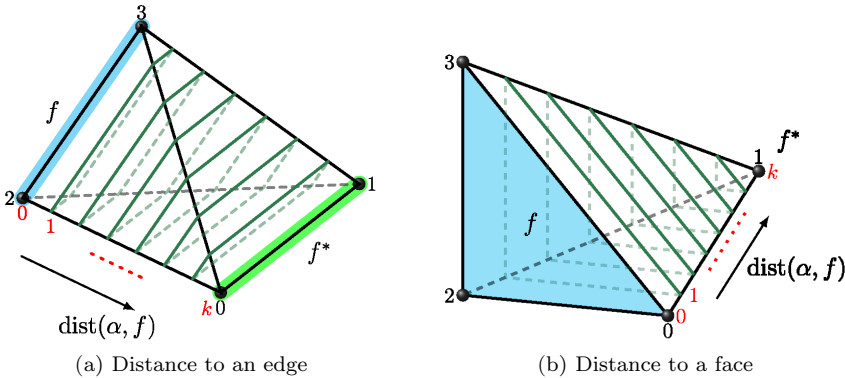 3
f
2
0
1
1
f*
k
0
dist(α, f)
(a) Distance to an edge
3
f*
1
k
f
dist(α, f)
2
1
0
0
(b) Distance to a face